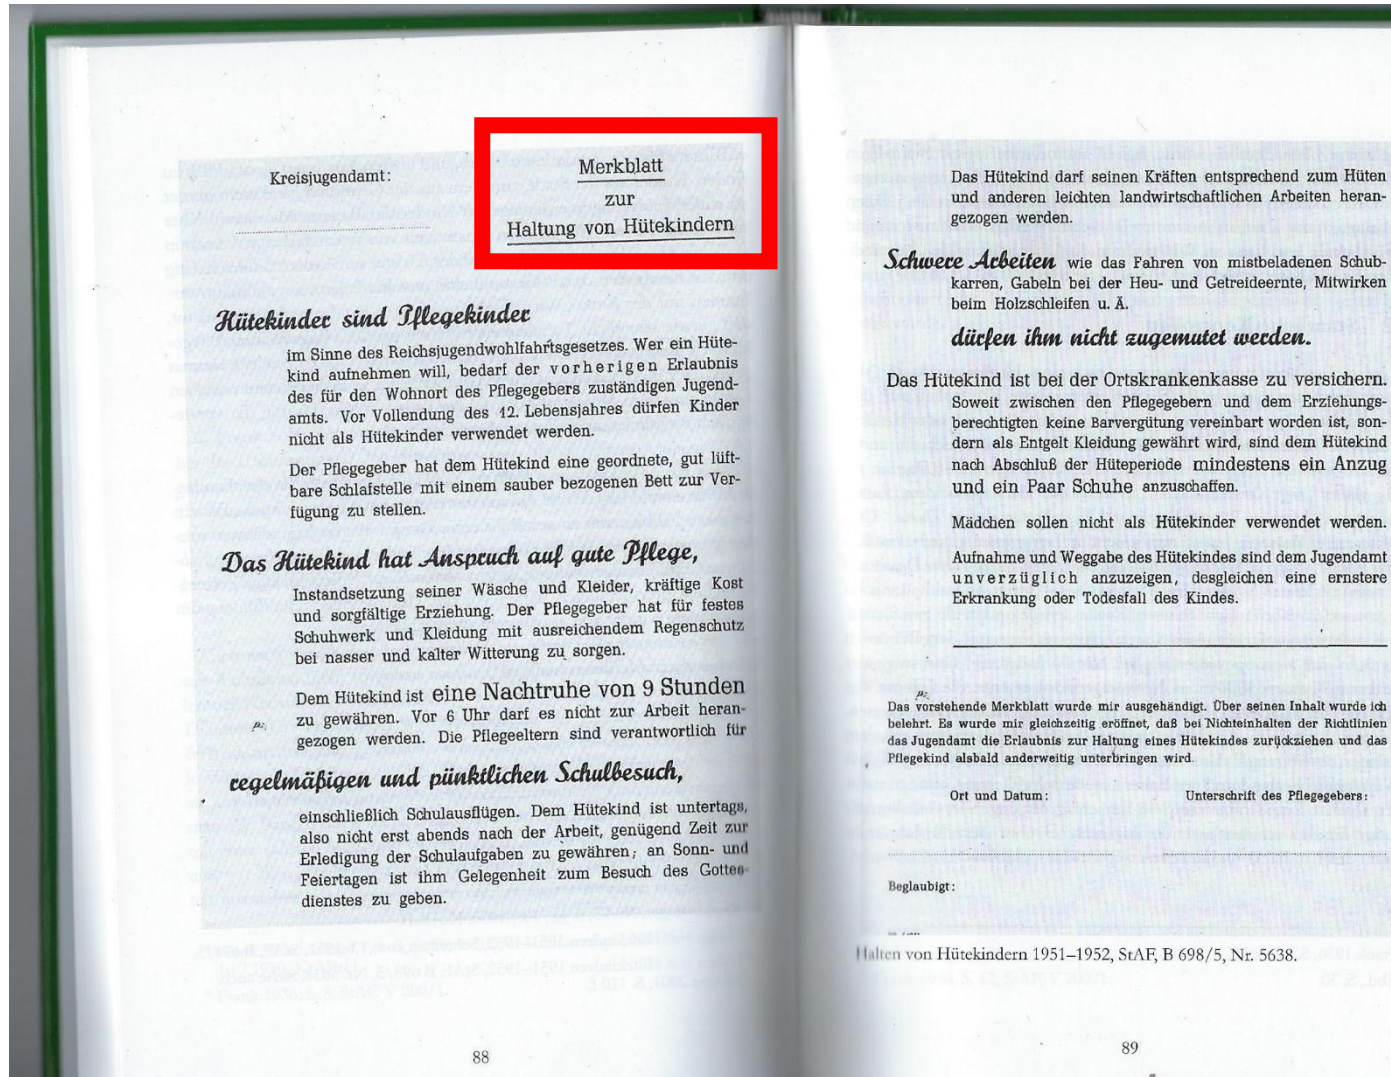 Kreisjugendamt:
Merkblatt
zur
Haltung von Hütekindern
Hütekinder sind Pflegekinder
im Sinne des Reichsjugendwohlfahrtsgesetzes. Wer ein Hüte-
kind aufnehmen will, bedarf der vorherigen Erlaubnis
des für den Wohnort des Pflegegebers zuständigen Jugend-
amts. Vor Vollendung des 12. Lebensjahres dürfen Kinder
nicht als Hütekinder verwendet werden.
Der Pflegegeber hat dem Hütekind eine geordnete, gut lüft-
bare Schlafstelle mit einem sauber bezogenen Bett zur Ver-
fügung zu stellen.
Das Hütekind hat Anspruch auf gute Pflege,
Instandsetzung seiner Wäsche und Kleider, kräftige Kost
und sorgfältige Erziehung. Der Pflegegeber hat für festes
Schuhwerk und Kleidung mit ausreichendem Regenschutz
bei nasser und kalter Witterung zu sorgen.
Dem Hütekind ist eine Nachtruhe von 9 Stunden
zu gewähren. Vor 6 Uhr darf es nicht zur Arbeit heran-
gezogen werden. Die Pflegeeltern sind verantwortlich für
regelmäßigen und pünktlichen Schulbesuch,
einschließlich Schulausflügen. Dem Hütekind ist untertags,
also nicht erst abends nach der Arbeit, genügend Zeit zur
Erledigung der Schulaufgaben zu gewähren; an Sonn- und
Feiertagen ist ihm Gelegenheit zum Besuch des Gottes-
dienstes zu geben.
88
Das Hütekind darf seinen Kräften entsprechend zum Hüten
und anderen leichten landwirtschaftlichen Arbeiten heran-
gezogen werden.
Schwere Arbeiten wie das Fahren von mistbeladenen Schub-
karren, Gabeln bei der Heu- und Getreideernte, Mitwirken
beim Holzschleifen u. Ä.
dürfen ihm nicht zugemutet werden.
Das Hütekind ist bei der Ortskrankenkasse zu versichern.
Soweit zwischen den Pflegegebern und dem Erziehungs-
berechtigten keine Barvergütung vereinbart worden ist, son-
dern als Entgelt Kleidung gewährt wird, sind dem Hütekind
nach Abschluß der Hüteperiode mindestens ein Anzug
und ein Paar Schuhe anzuschaffen.
Mädchen sollen nicht als Hütekinder verwendet werden.
Aufnahme und Weggabe des Hütekindes sind dem Jugendamt
unverzüglich anzuzeigen, desgleichen eine ernstere
Erkrankung oder Todesfall des Kindes.
Das vorstehende Merkblatt wurde mir ausgehändigt. Über seinen Inhalt wurde ich
belehrt. Es wurde mir gleichzeitig eröffnet, daß bei Nichteinhalten der Richtlinien
das Jugendamt die Erlaubnis zur Haltung eines Hütekindes zurückziehen und das
Pflegekind alsbald anderweitig unterbringen wird.
Ort und Datum: Unterschrift des Pflegegebers:
Beglaubigt:
Halten von Hütekindern 1951–1952, StAF, B 698/5, Nr. 5638.
89